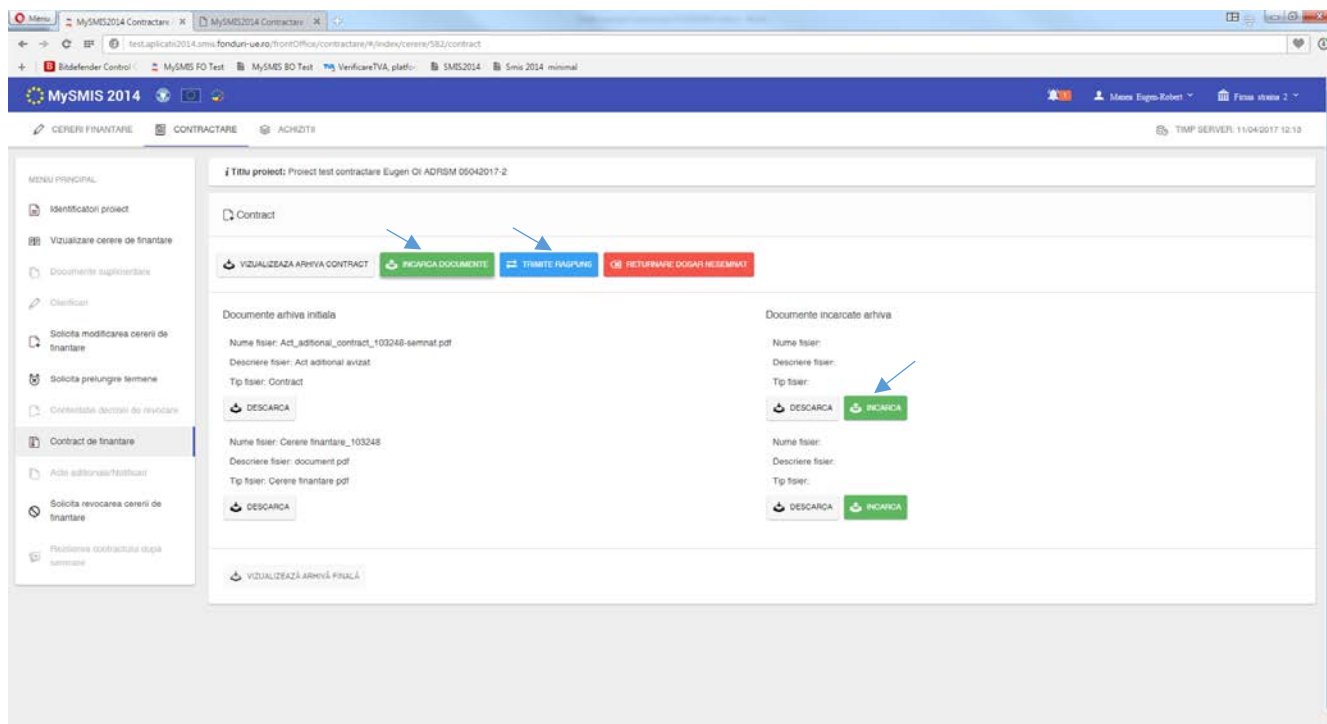 Menu MySMIS2014 Contractare MySMIS2014 Contractare
test.aplicatii2014.smis.fonduri-ue.ro/frontOffice/contractare/#/index/cerere/582/contract
Bitdefender Control C MySMIS FO Test MySMIS BO Test VerificareTVA, platfo SMIS2014 Smis 2014 minimal
MySMIS 2014 Manea Eugen-Robert Firma straina 2
CERERI FINANTARE CONTRACTARE ACHIZITII TIMP SERVER: 11/04/2017 12:13
MENIU PRINCIPAL
Identificatori proiect
Vizualizare cerere de finantare
Documente suplimentare
Clarificari
Solicita modificarea cererii de
finantare
Solicita prelungire termene
Contestatie decizii de revocare
Contract de finantare
Acte aditionale/Notificari
Solicita revocarea cererii de
finantare
Rezilierea contractului dupa
semnare
i Titlu proiect: Proiect test contractare Eugen OI ADRSM 05042017-2
Contract
VIZUALIZEAZA ARHIVA CONTRACT INCARCA DOCUMENTE TRIMITE RASPUNS RETURNARE DOSAR NESEMNAT
Documente arhiva initiala
Nume fisier: Act_aditional_contract_103248-semnat.pdf
Descriere fisier: Act aditional avizat
Tip fisier: Contract
DESCARCA
Nume fisier: Cerere finantare_103248
Descriere fisier: document pdf
Tip fisier: Cerere finantare pdf
DESCARCA
VIZUALIZEAZĂ ARHIVĂ FINALĂ
Documente incarcate arhiva
Nume fisier:
Descriere fisier:
Tip fisier:
DESCARCA INCARCA
Nume fisier:
Descriere fisier:
Tip fisier:
DESCARCA INCARCA